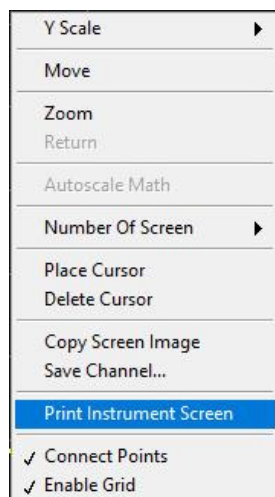 Y Scale
Move
Zoom
Return
Autoscale Math
Number Of Screen
Place Cursor
Delete Cursor
Copy Screen Image
Save Channel...
Print Instrument Screen
Connect Points
Enable Grid